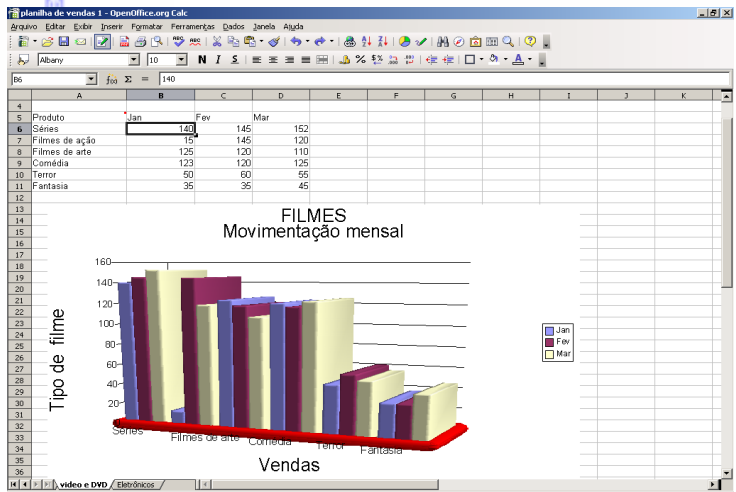 planilha de vendas 1 - OpenOffice.org Calc
Arquivo Editar Exibir Inserir Formatar Ferramentas Dados Janela Ajuda
Albany 10 N I S
B6 Σ = 140
A B C D E F G H I J K
4
5 Produto Jan Fev Mar
6 Séries 140 145 152
7 Filmes de ação 15 145 120
8 Filmes de arte 125 120 110
9 Comédia 123 120 125
10 Terror 50 60 55
11 Fantasia 35 35 45
12
13
14
15
16
17
18
19
20
21
22
23
24
25
26
27
28
29
30
31
32
33
34
35
36
FILMES
Movimentação mensal
Tipo de filme
160
140
120
100
80
60
40
20
Séries Filmes de arte Comédia Terror Fantasia
Vendas
Jan
Fev
Mar
video e DVD Eletrônicos